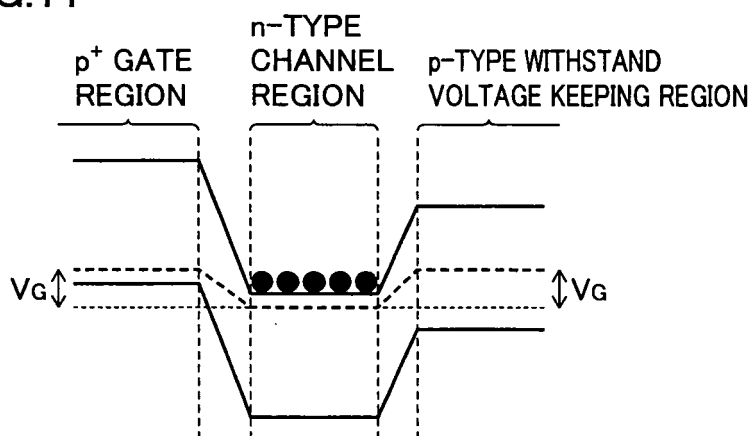 p+ GATE
REGION
n-TYPE
CHANNEL
REGION
p-TYPE WITHSTAND
VOLTAGE KEEPING REGION
VG
VG